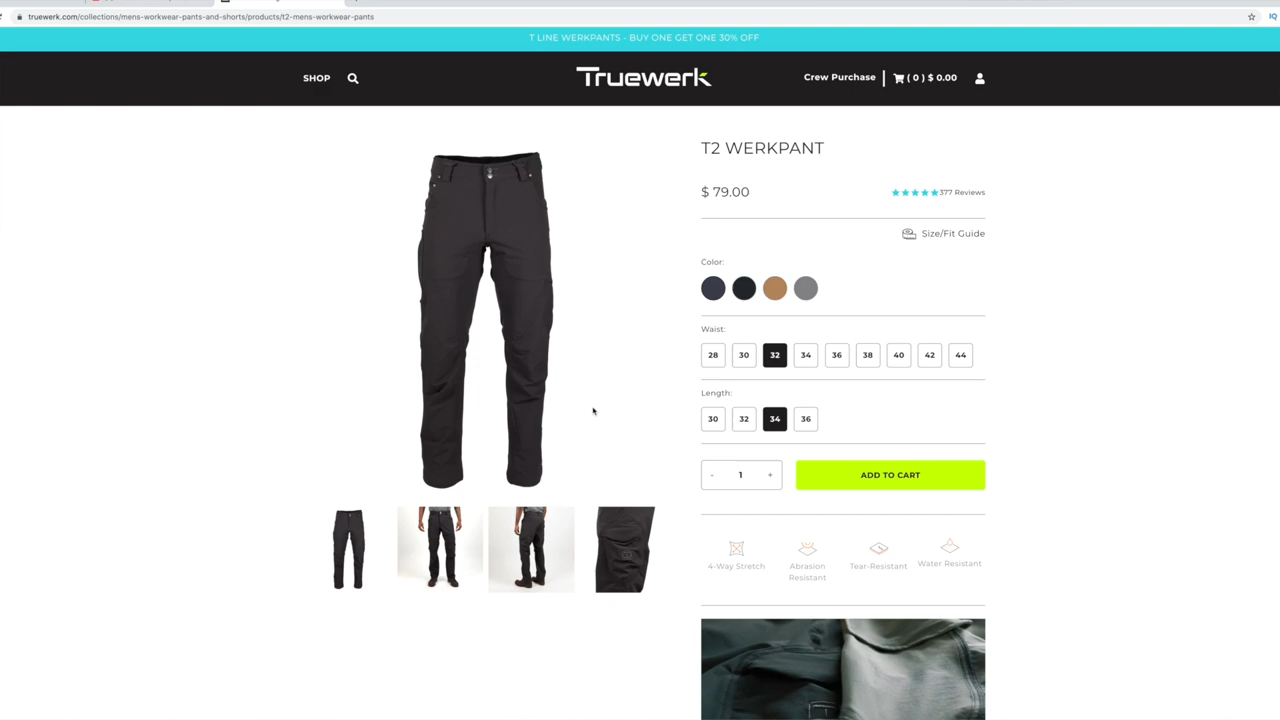 truewerk.com/collections/mens-workwear-pants-and-shorts/products/t2-mens-workwear-pants
IQ
T LINE WERKPANTS - BUY ONE GET ONE 30% OFF
SHOP
Truewerk
Crew Purchase
( 0 ) $ 0.00
T2 WERKPANT
$ 79.00
377 Reviews
Size/Fit Guide
Color:
Waist:
28 30 32 34 36 38 40 42 44
Length:
30 32 34 36
- 1 +
ADD TO CART
4-Way Stretch
Abrasion
Resistant
Tear-Resistant
Water Resistant